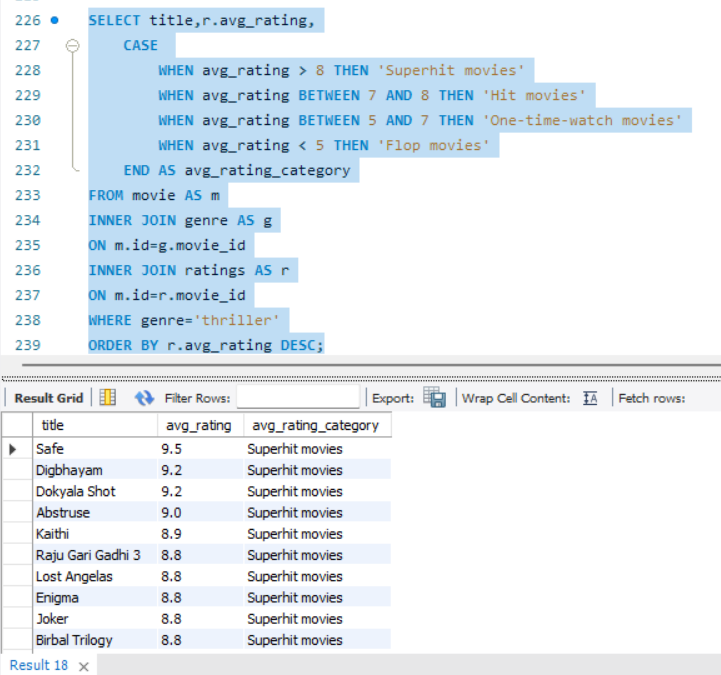 226 SELECT title,r.avg_rating,
227 CASE
228 WHEN avg_rating > 8 THEN 'Superhit movies'
229 WHEN avg_rating BETWEEN 7 AND 8 THEN 'Hit movies'
230 WHEN avg_rating BETWEEN 5 AND 7 THEN 'One-time-watch movies'
231 WHEN avg_rating < 5 THEN 'Flop movies'
232 END AS avg_rating_category
233 FROM movie AS m
234 INNER JOIN genre AS g
235 ON m.id=g.movie_id
236 INNER JOIN ratings AS r
237 ON m.id=r.movie_id
238 WHERE genre='thriller'
239 ORDER BY r.avg_rating DESC;
Result Grid Filter Rows: Export: Wrap Cell Content: IA Fetch rows:
title avg_rating avg_rating_category
Safe 9.5 Superhit movies
Digbhayam 9.2 Superhit movies
Dokyala Shot 9.2 Superhit movies
Abstruse 9.0 Superhit movies
Kaithi 8.9 Superhit movies
Raju Gari Gadhi 3 8.8 Superhit movies
Lost Angelas 8.8 Superhit movies
Enigma 8.8 Superhit movies
Joker 8.8 Superhit movies
Birbal Trilogy 8.8 Superhit movies
Result 18